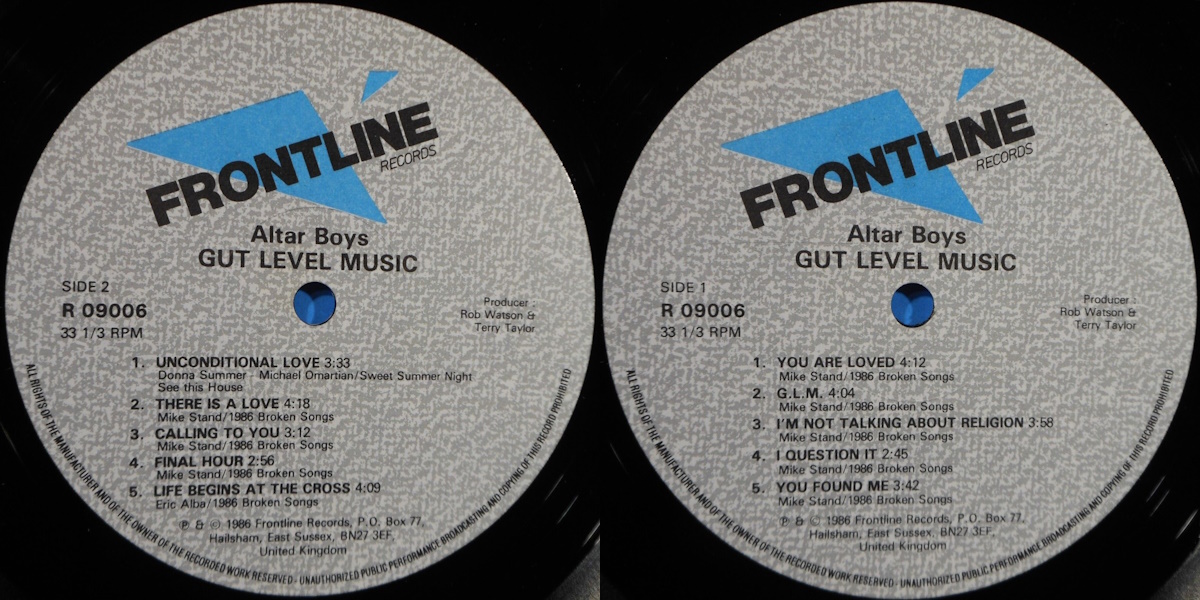 FRONTLINE
RECORDS
Altar Boys
GUT LEVEL MUSIC
SIDE 2
R 09006
33 1/3 RPM
Producer :
Rob Watson &
Terry Taylor
1. UNCONDITIONAL LOVE 3:33
Donna Summer Michael Omartian/Sweet Summer Night
See this House
2. THERE IS A LOVE 4:18
Mike Stand/1986 Broken Songs
3. CALLING TO YOU 3:12
Mike Stand/1986 Broken Songs
4. FINAL HOUR 2:56
Mike Stand/1986 Broken Songs
5. LIFE BEGINS AT THE CROSS 4:09
Eric Alba/1986 Broken Songs
℗ & © 1986 Frontline Records, P.O. Box 77,
Hailsham, East Sussex, BN27 3EF,
United Kingdom
ALL RIGHTS OF THE MANUFACTURER AND OF THE OWNER OF THE RECORDED WORK RESERVED - UNAUTHORIZED PUBLIC PERFORMANCE BROADCASTING AND COPYING OF THIS RECORD PROHIBITED
FRONTLINE
RECORDS
Altar Boys
GUT LEVEL MUSIC
SIDE 1
R 09006
33 1/3 RPM
Producer :
Rob Watson &
Terry Taylor
1. YOU ARE LOVED 4:12
Mike Stand/1986 Broken Songs
2. G.L.M. 4:04
Mike Stand/1986 Broken Songs
3. I'M NOT TALKING ABOUT RELIGION 3:58
Mike Stand/1986 Broken Songs
4. I QUESTION IT 2:45
Mike Stand/1986 Broken Songs
5. YOU FOUND ME 3:42
Mike Stand/1986 Broken Songs
℗ & © 1986 Frontline Records, P.O. Box 77,
Hailsham, East Sussex, BN27 3EF,
United Kingdom
ALL RIGHTS OF THE MANUFACTURER AND OF THE OWNER OF THE RECORDED WORK RESERVED - UNAUTHORIZED PUBLIC PERFORMANCE BROADCASTING AND COPYING OF THIS RECORD PROHIBITED